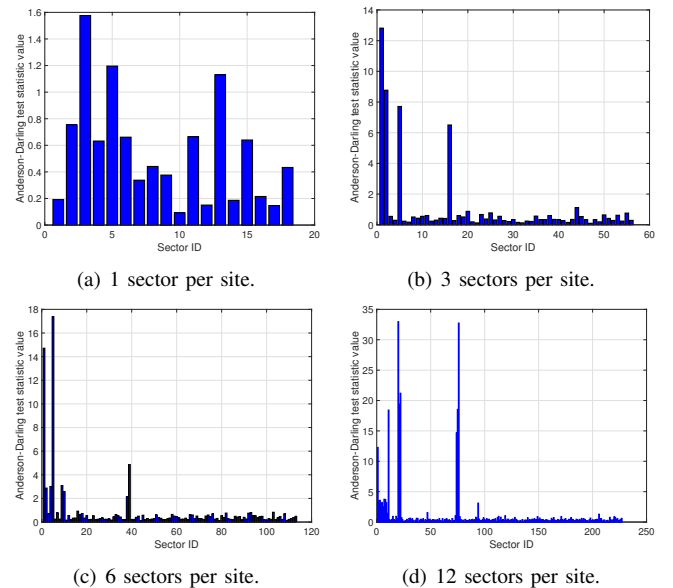 Anderson-Darling test statistic value
1.6
1.4
1.2
1
0.8
0.6
0.4
0.2
0
0 5 10 15 20
Sector ID
(a) 1 sector per site.
Anderson-Darling test statistic value
14
12
10
8
6
4
2
0
0 10 20 30 40 50 60
Sector ID
(b) 3 sectors per site.
Anderson-Darling test statistic value
18
16
14
12
10
8
6
4
2
0
0 20 40 60 80 100 120
Sector ID
(c) 6 sectors per site.
Anderson-Darling test statistic value
35
30
25
20
15
10
5
0
0 50 100 150 200 250
Sector ID
(d) 12 sectors per site.